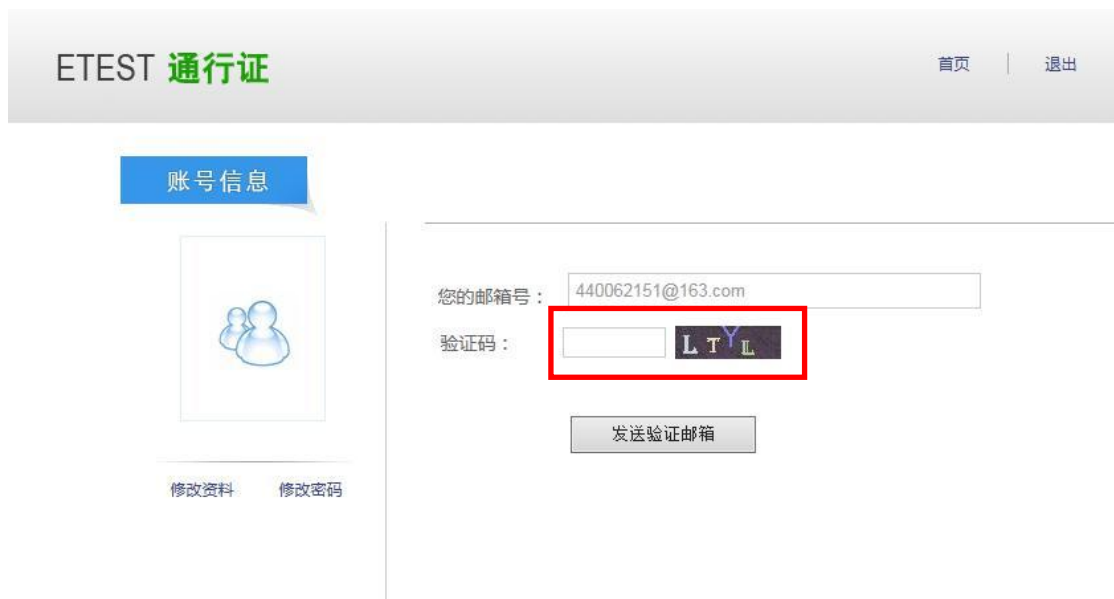 ETEST 通行证
首页 | 退出
账号信息
您的邮箱号：
440062151@163.com
验证码：
LTYL
发送验证邮箱
修改资料 修改密码